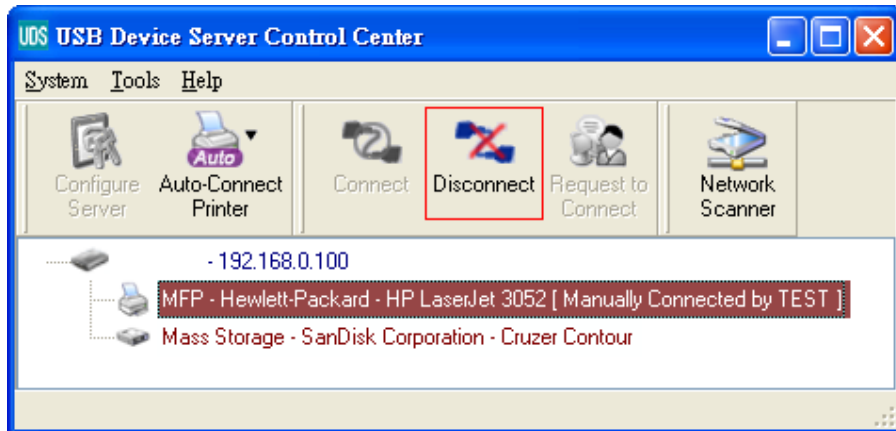 UDS USB Device Server Control Center
System Tools Help
Auto
Configure Server
Auto-Connect Printer
Connect
Disconnect
Request to Connect
Network Scanner
- 192.168.0.100
MFP - Hewlett-Packard - HP LaserJet 3052 [ Manually Connected by TEST ]
Mass Storage - SanDisk Corporation - Cruzer Contour